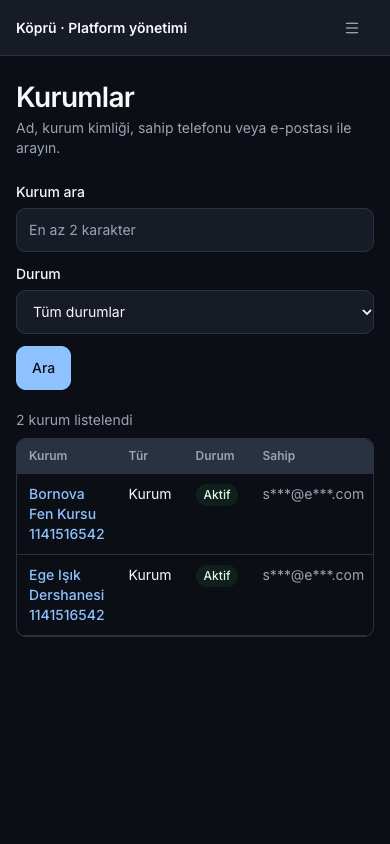 Köprü · Platform yönetimi
Kurumlar
Ad, kurum kimliği, sahip telefonu veya e-postası ile
arayın.
Kurum ara
En az 2 karakter
Durum
Tüm durumlar
Ara
2 kurum listelendi
Kurum Tür Durum Sahip
Bornova Kurum Aktif s***@e***.com
Fen Kursu
1141516542
Ege Işık Kurum Aktif s***@e***.com
Dershanesi
1141516542